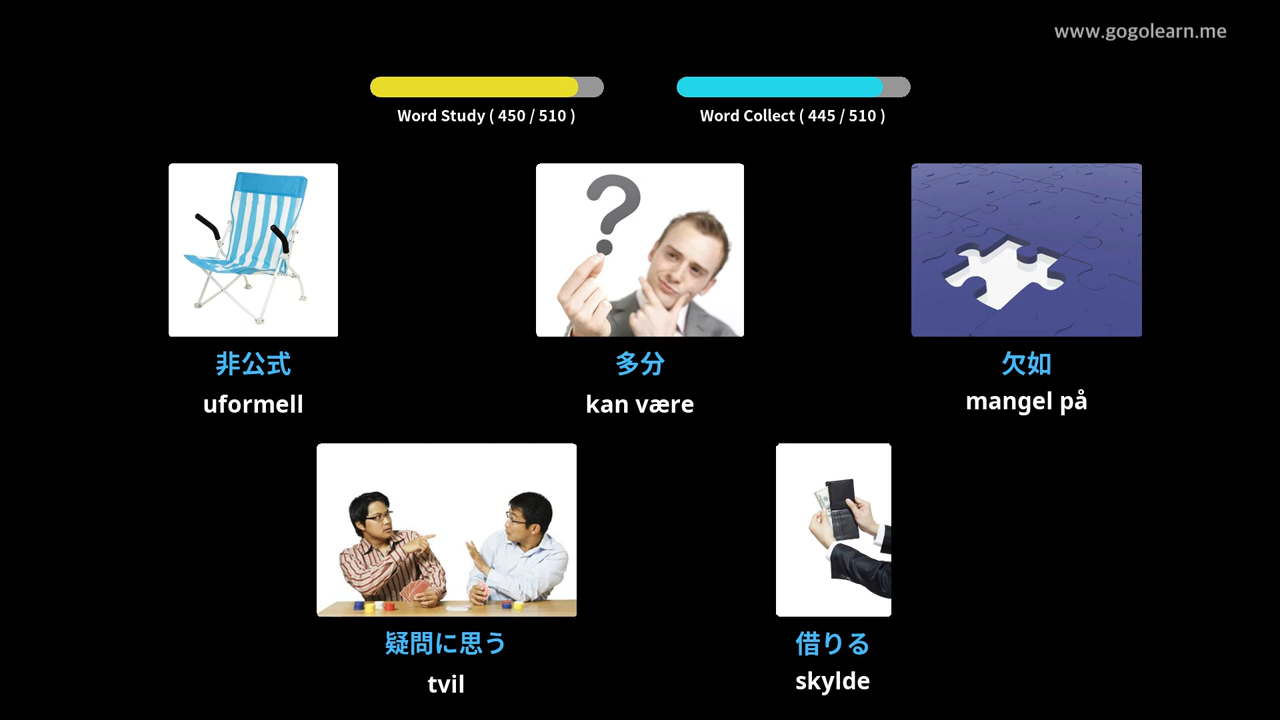 www.gogolearn.me
Word Study ( 450 / 510 )
Word Collect ( 445 / 510 )
?
非公式
uformell
多分
kan være
欠如
mangel på
疑問に思う
tvil
借りる
skylde